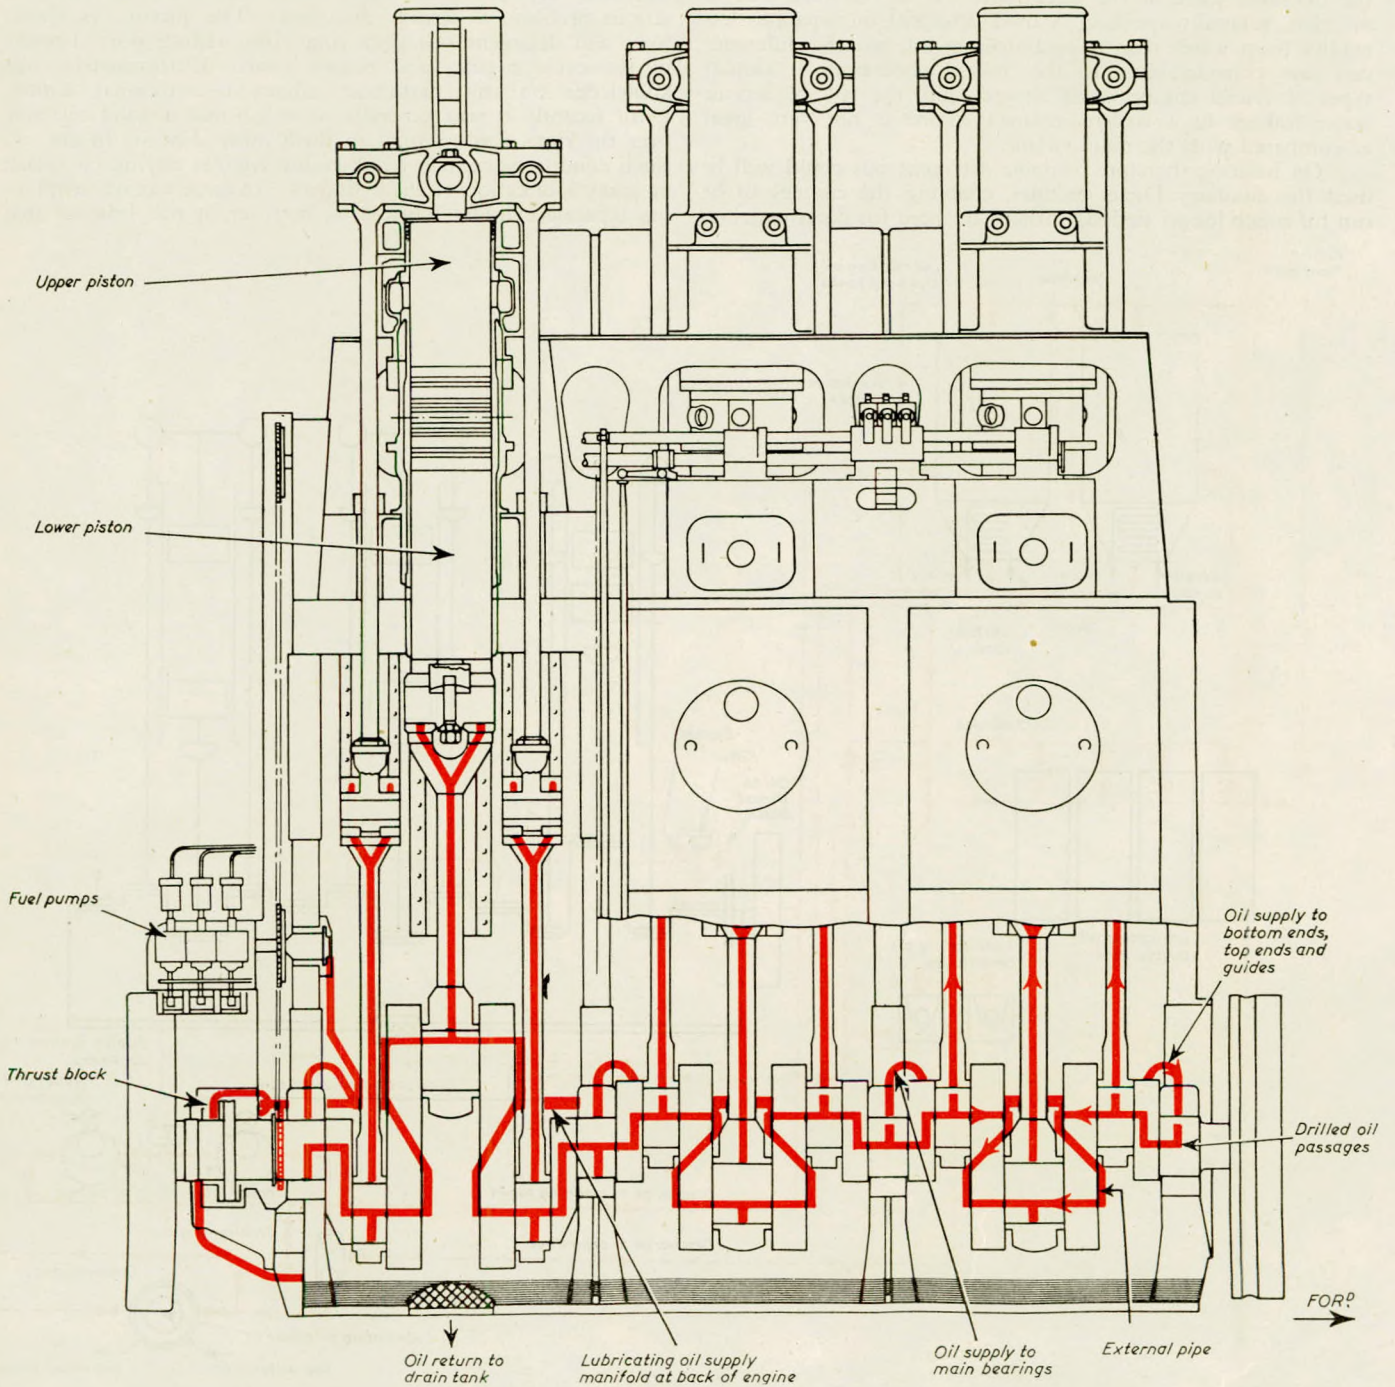 Upper piston
Lower piston
Fuel pumps
Oil supply to
bottom ends,
top ends and
guides
Thrust block
Drilled oil
passages
FORᴰ.
Oil return to
drain tank
Lubricating oil supply
manifold at back of engine
Oil supply to
main bearings
External pipe